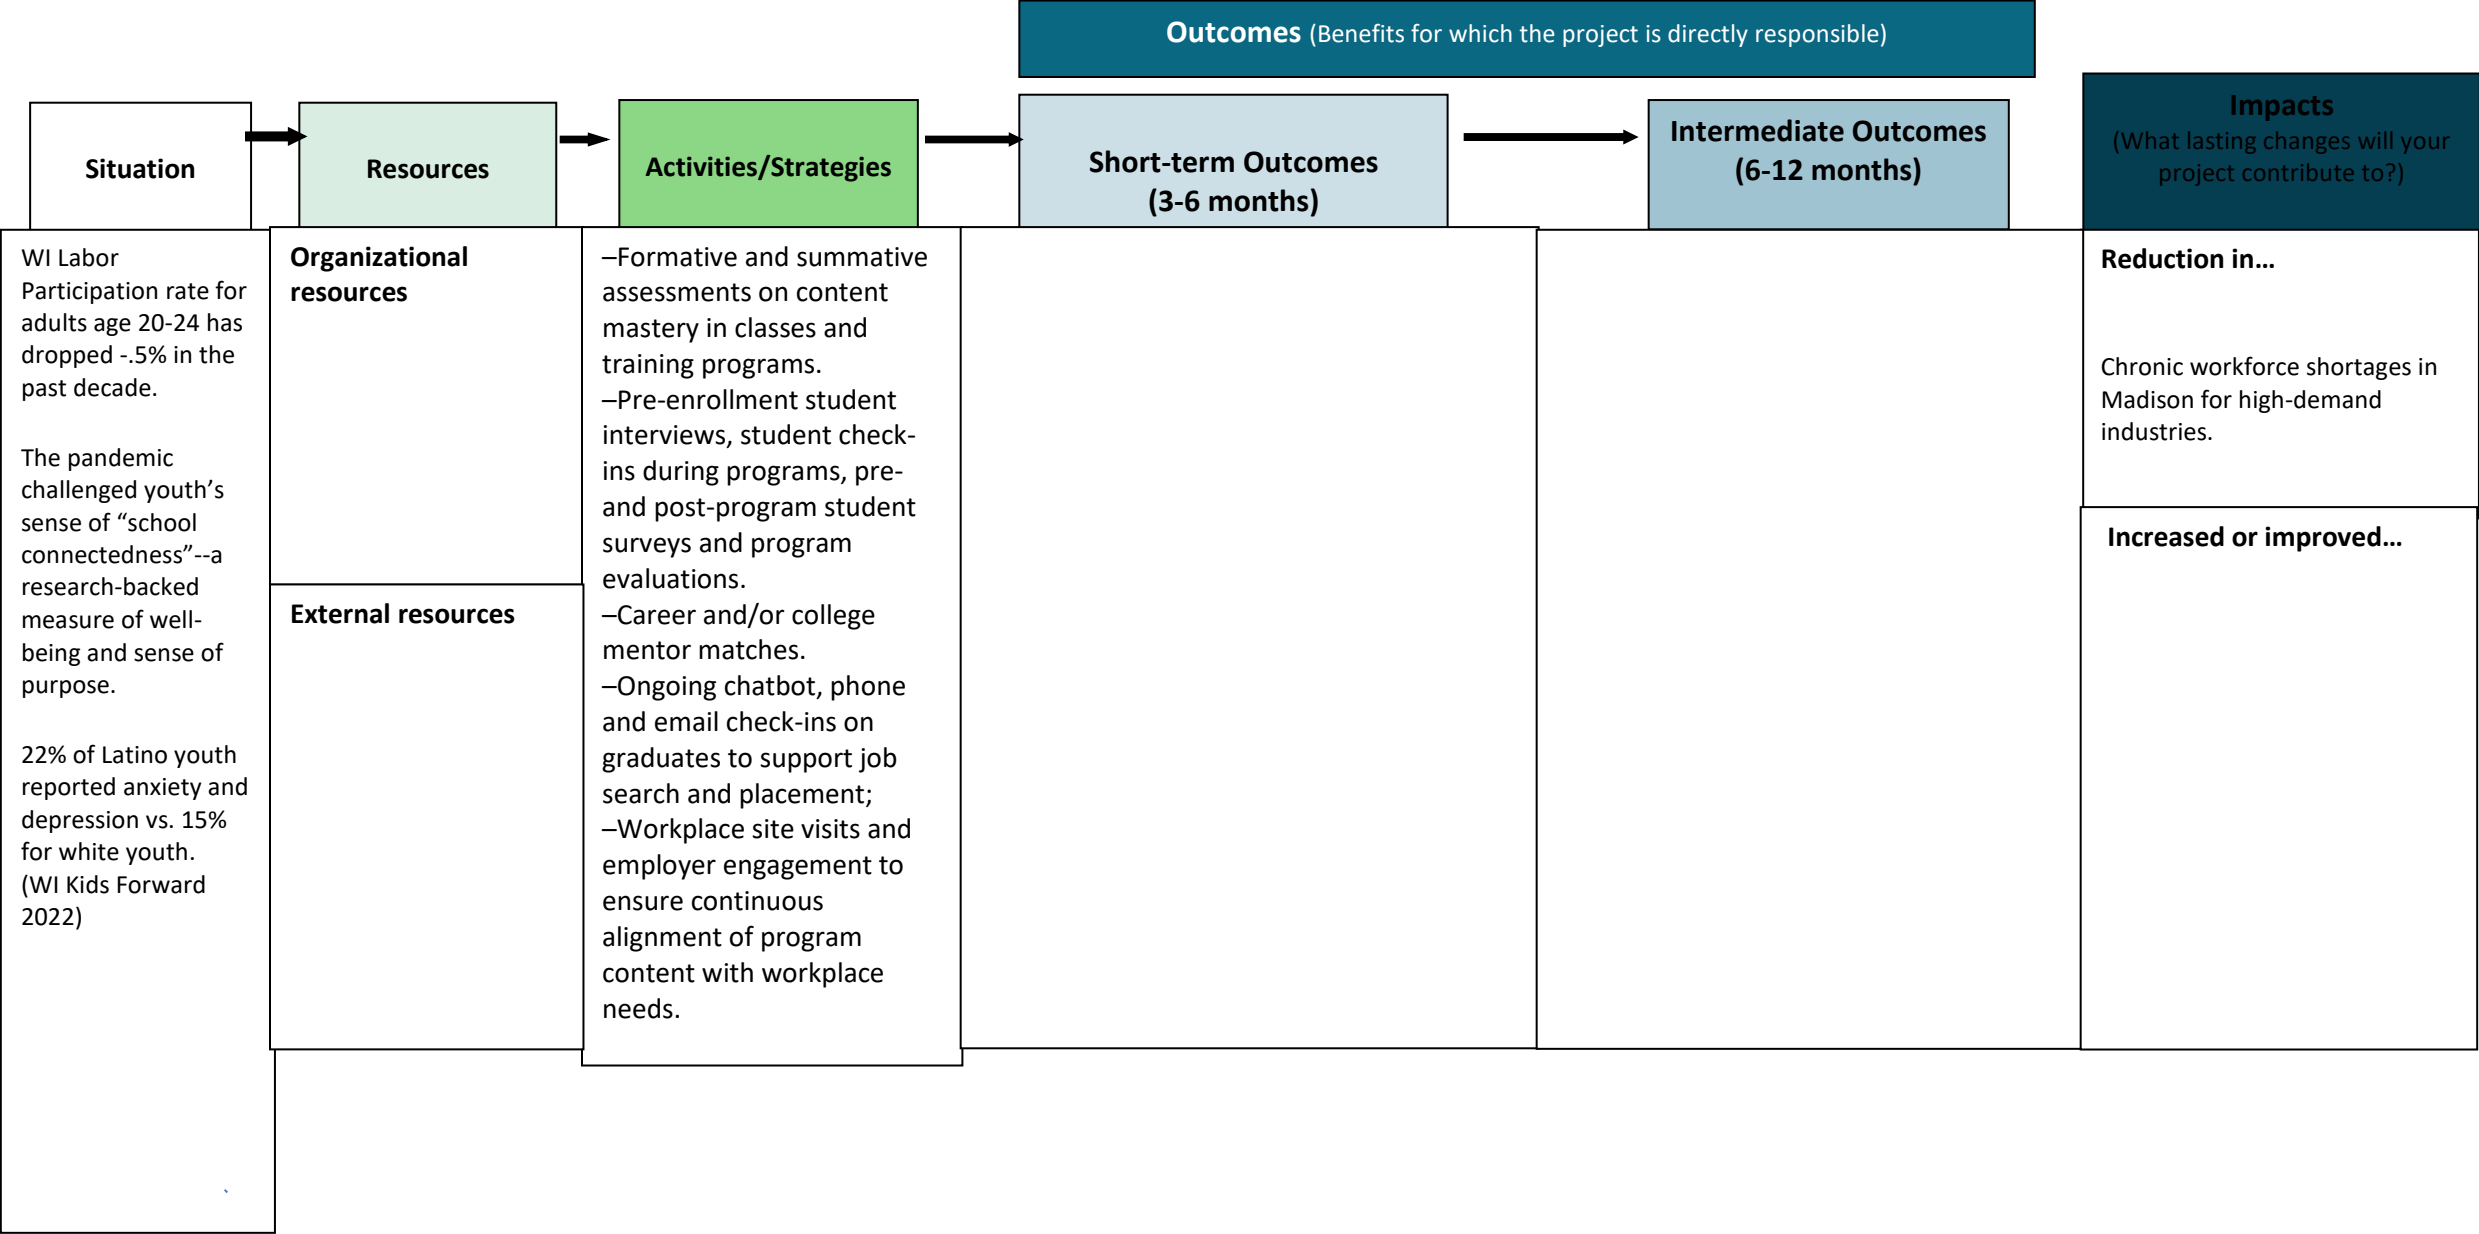 Outcomes (Benefits for which the project is directly responsible)
Situation
Resources
Activities/Strategies
Short-term Outcomes
(3-6 months)
Intermediate Outcomes
(6-12 months)
Impacts
(What lasting changes will your
project contribute to?)
WI Labor
Participation rate for
adults age 20-24 has
dropped -.5% in the
past decade.
The pandemic
challenged youth’s
sense of “school
connectedness”--a
research-backed
measure of well-
being and sense of
purpose.
22% of Latino youth
reported anxiety and
depression vs. 15%
for white youth.
(WI Kids Forward
2022)
Organizational
resources
External resources
–Formative and summative
assessments on content
mastery in classes and
training programs.
–Pre-enrollment student
interviews, student check-
ins during programs, pre-
and post-program student
surveys and program
evaluations.
–Career and/or college
mentor matches.
–Ongoing chatbot, phone
and email check-ins on
graduates to support job
search and placement;
–Workplace site visits and
employer engagement to
ensure continuous
alignment of program
content with workplace
needs.
Reduction in…
Chronic workforce shortages in
Madison for high-demand
industries.
Increased or improved…
`